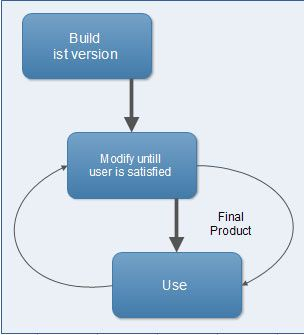 Build
ist version
Modify untill
user is satisfied
Final
Product
Use